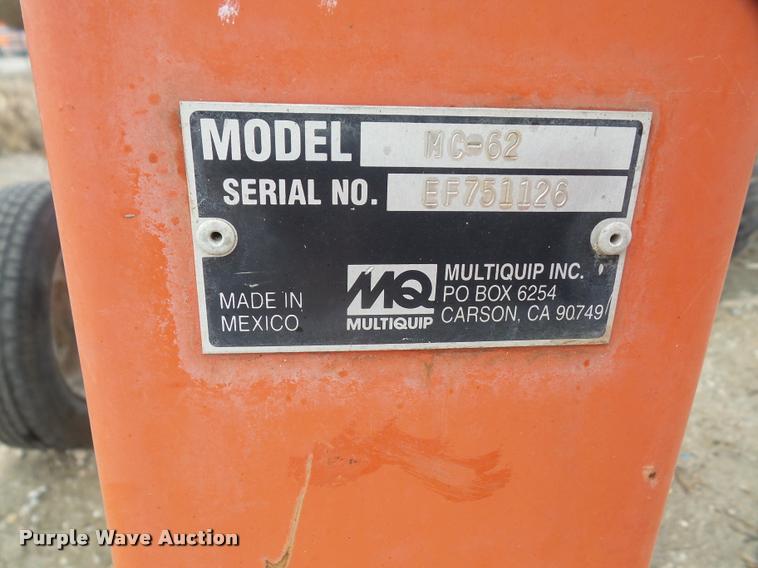 MODEL MC-62
SERIAL NO. EF751126
MADE IN
MEXICO
MQ
MULTIQUIP
MULTIQUIP INC.
PO BOX 6254
CARSON, CA 90749
Purple Wave Auction